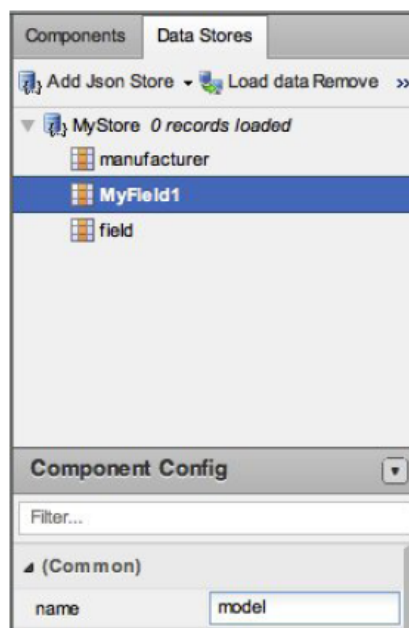 Components Data Stores
Add Json Store Load data Remove »
MyStore 0 records loaded
manufacturer
MyField1
field
Component Config
Filter...
(Common)
name model